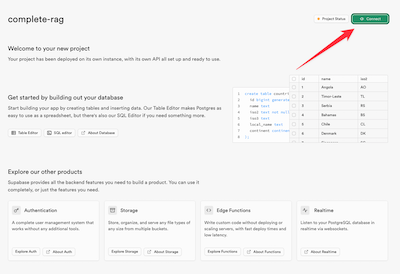 complete-rag
Project Status
Connect
Welcome to your new project
Your project has been deployed on its own instance, with its own API all set up and ready to use.
Get started by building out your database
Start building your app by creating tables and inserting data. Our Table Editor makes Postgres as
easy to use as a spreadsheet, but there's also our SQL Editor if you need something more.
Table Editor
SQL editor
About Database
1
2 create table countries
3 id bigint generate
4 name text
5 iso2 text not null
6 iso3 text
7 local_name text
8 continent
id name iso2
1 Angola AO
2 Timor-Leste TL
3 Serbia RS
4 Bahamas BS
5 Chile CL
6 Denmark DK
Explore our other products
Supabase provides all the backend features you need to build a product. You can use it
completely, or just the features you need.
Authentication
A complete user management system that
works without any additional tools.
Explore Auth
About Auth
Storage
Store, organize, and serve any file types of
any size from multiple buckets.
Explore Storage
About Storage
Edge Functions
Write custom code without deploying or
scaling servers, with fast deploy times and
low latency.
Explore Functions
About Functions
Realtime
Listen to your PostgreSQL database in
realtime via websockets.
About Realtime